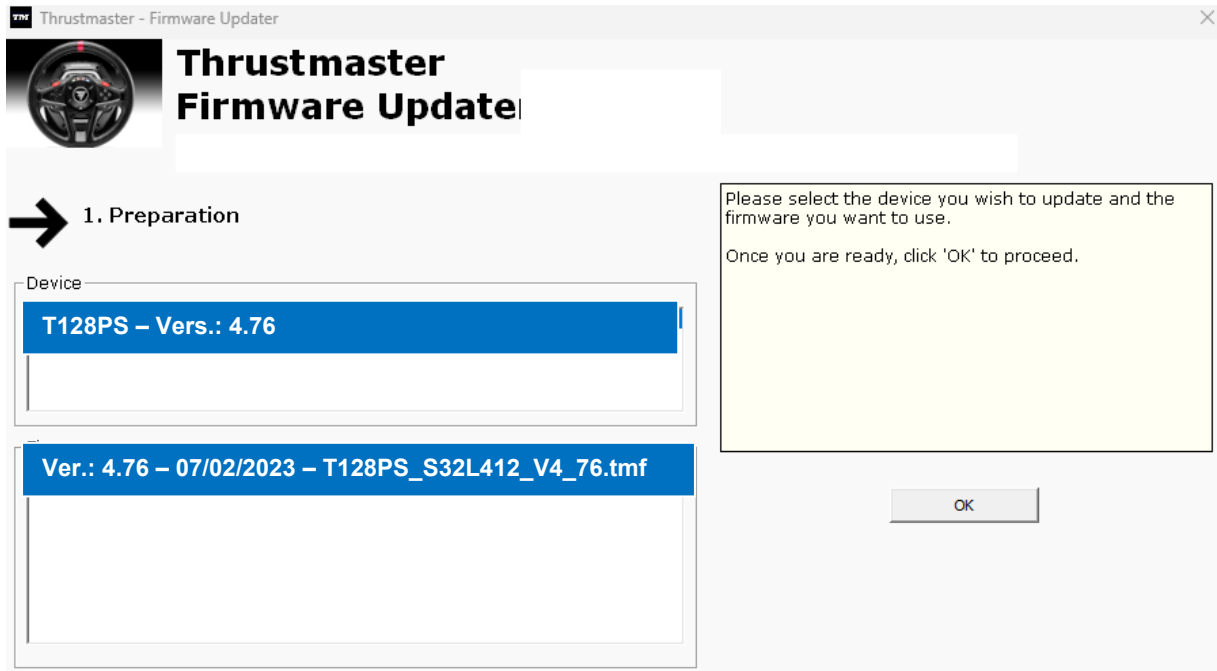 Thrustmaster - Firmware Updater
Thrustmaster
Firmware Updater
1. Preparation
Please select the device you wish to update and the
firmware you want to use.
Once you are ready, click 'OK' to proceed.
Device
T128PS – Vers.: 4.76
Ver.: 4.76 – 07/02/2023 – T128PS_S32L412_V4_76.tmf
OK